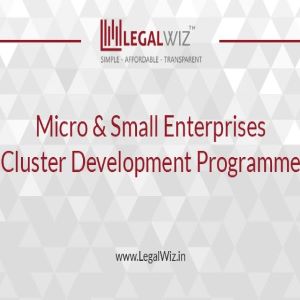 LEGALWIZ™
SIMPLE - AFFORDABLE - TRANSPARENT
Micro & Small Enterprises
Cluster Development Programme
www.LegalWiz.in